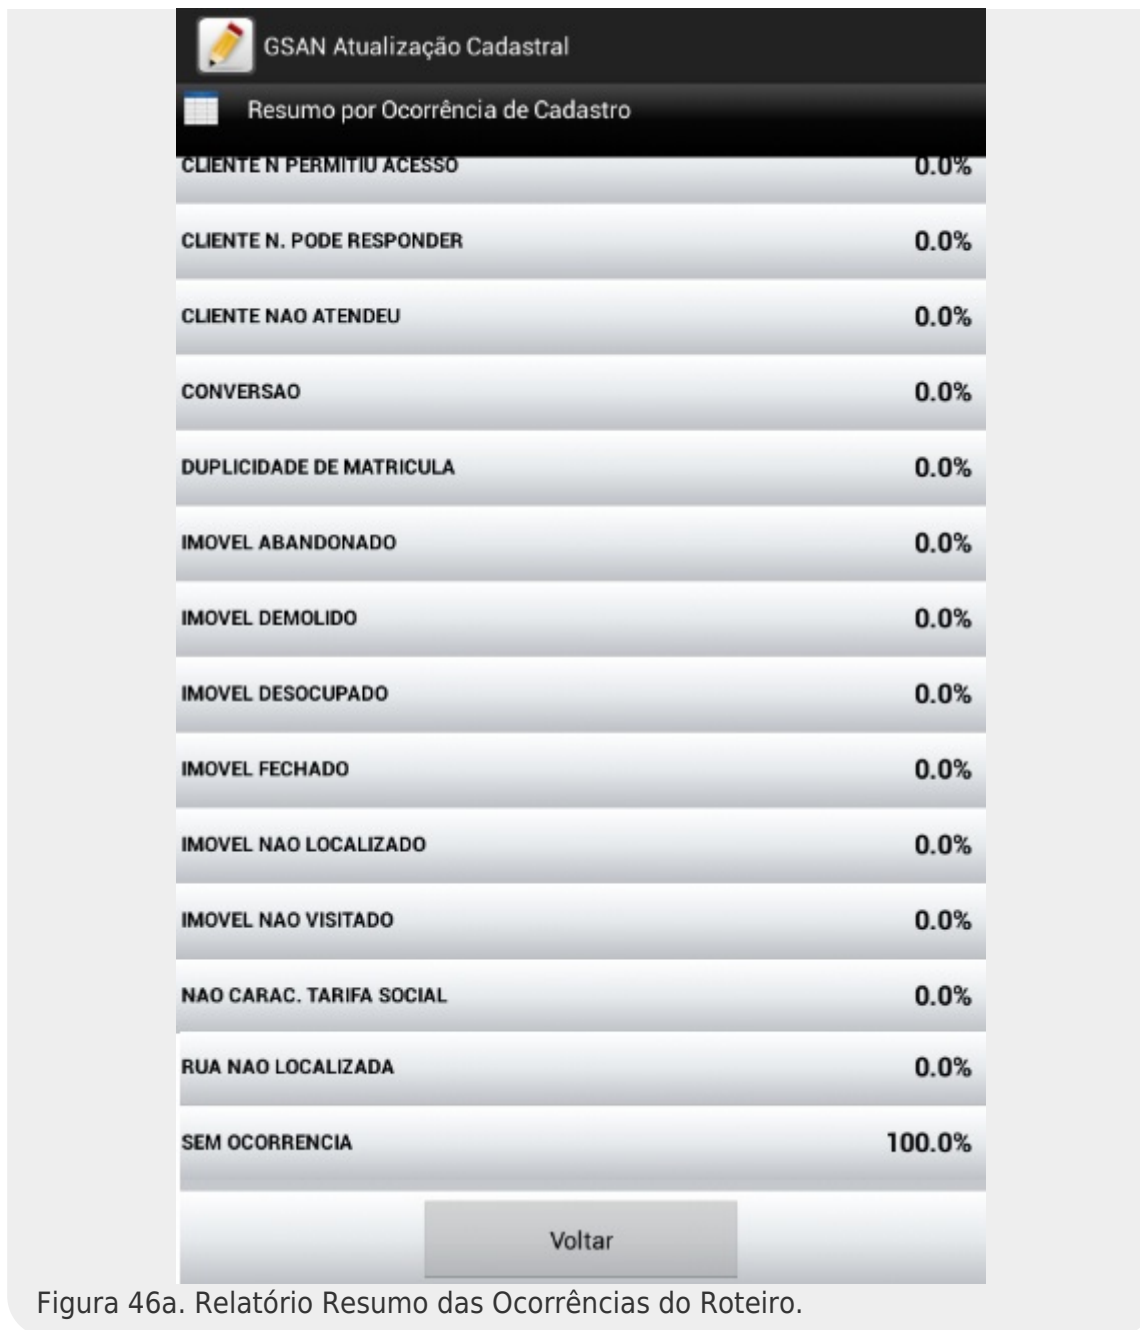 GSAN Atualização Cadastral
Resumo por Ocorrência de Cadastro
CLIENTE N PERMITIU ACESSO 0.0%
CLIENTE N. PODE RESPONDER 0.0%
CLIENTE NAO ATENDEU 0.0%
CONVERSAO 0.0%
DUPLICIDADE DE MATRICULA 0.0%
IMOVEL ABANDONADO 0.0%
IMOVEL DEMOLIDO 0.0%
IMOVEL DESOCUPADO 0.0%
IMOVEL FECHADO 0.0%
IMOVEL NAO LOCALIZADO 0.0%
IMOVEL NAO VISITADO 0.0%
NAO CARAC. TARIFA SOCIAL 0.0%
RUA NAO LOCALIZADA 0.0%
SEM OCORRENCIA 100.0%
Voltar
Figura 46a. Relatório Resumo das Ocorrências do Roteiro.